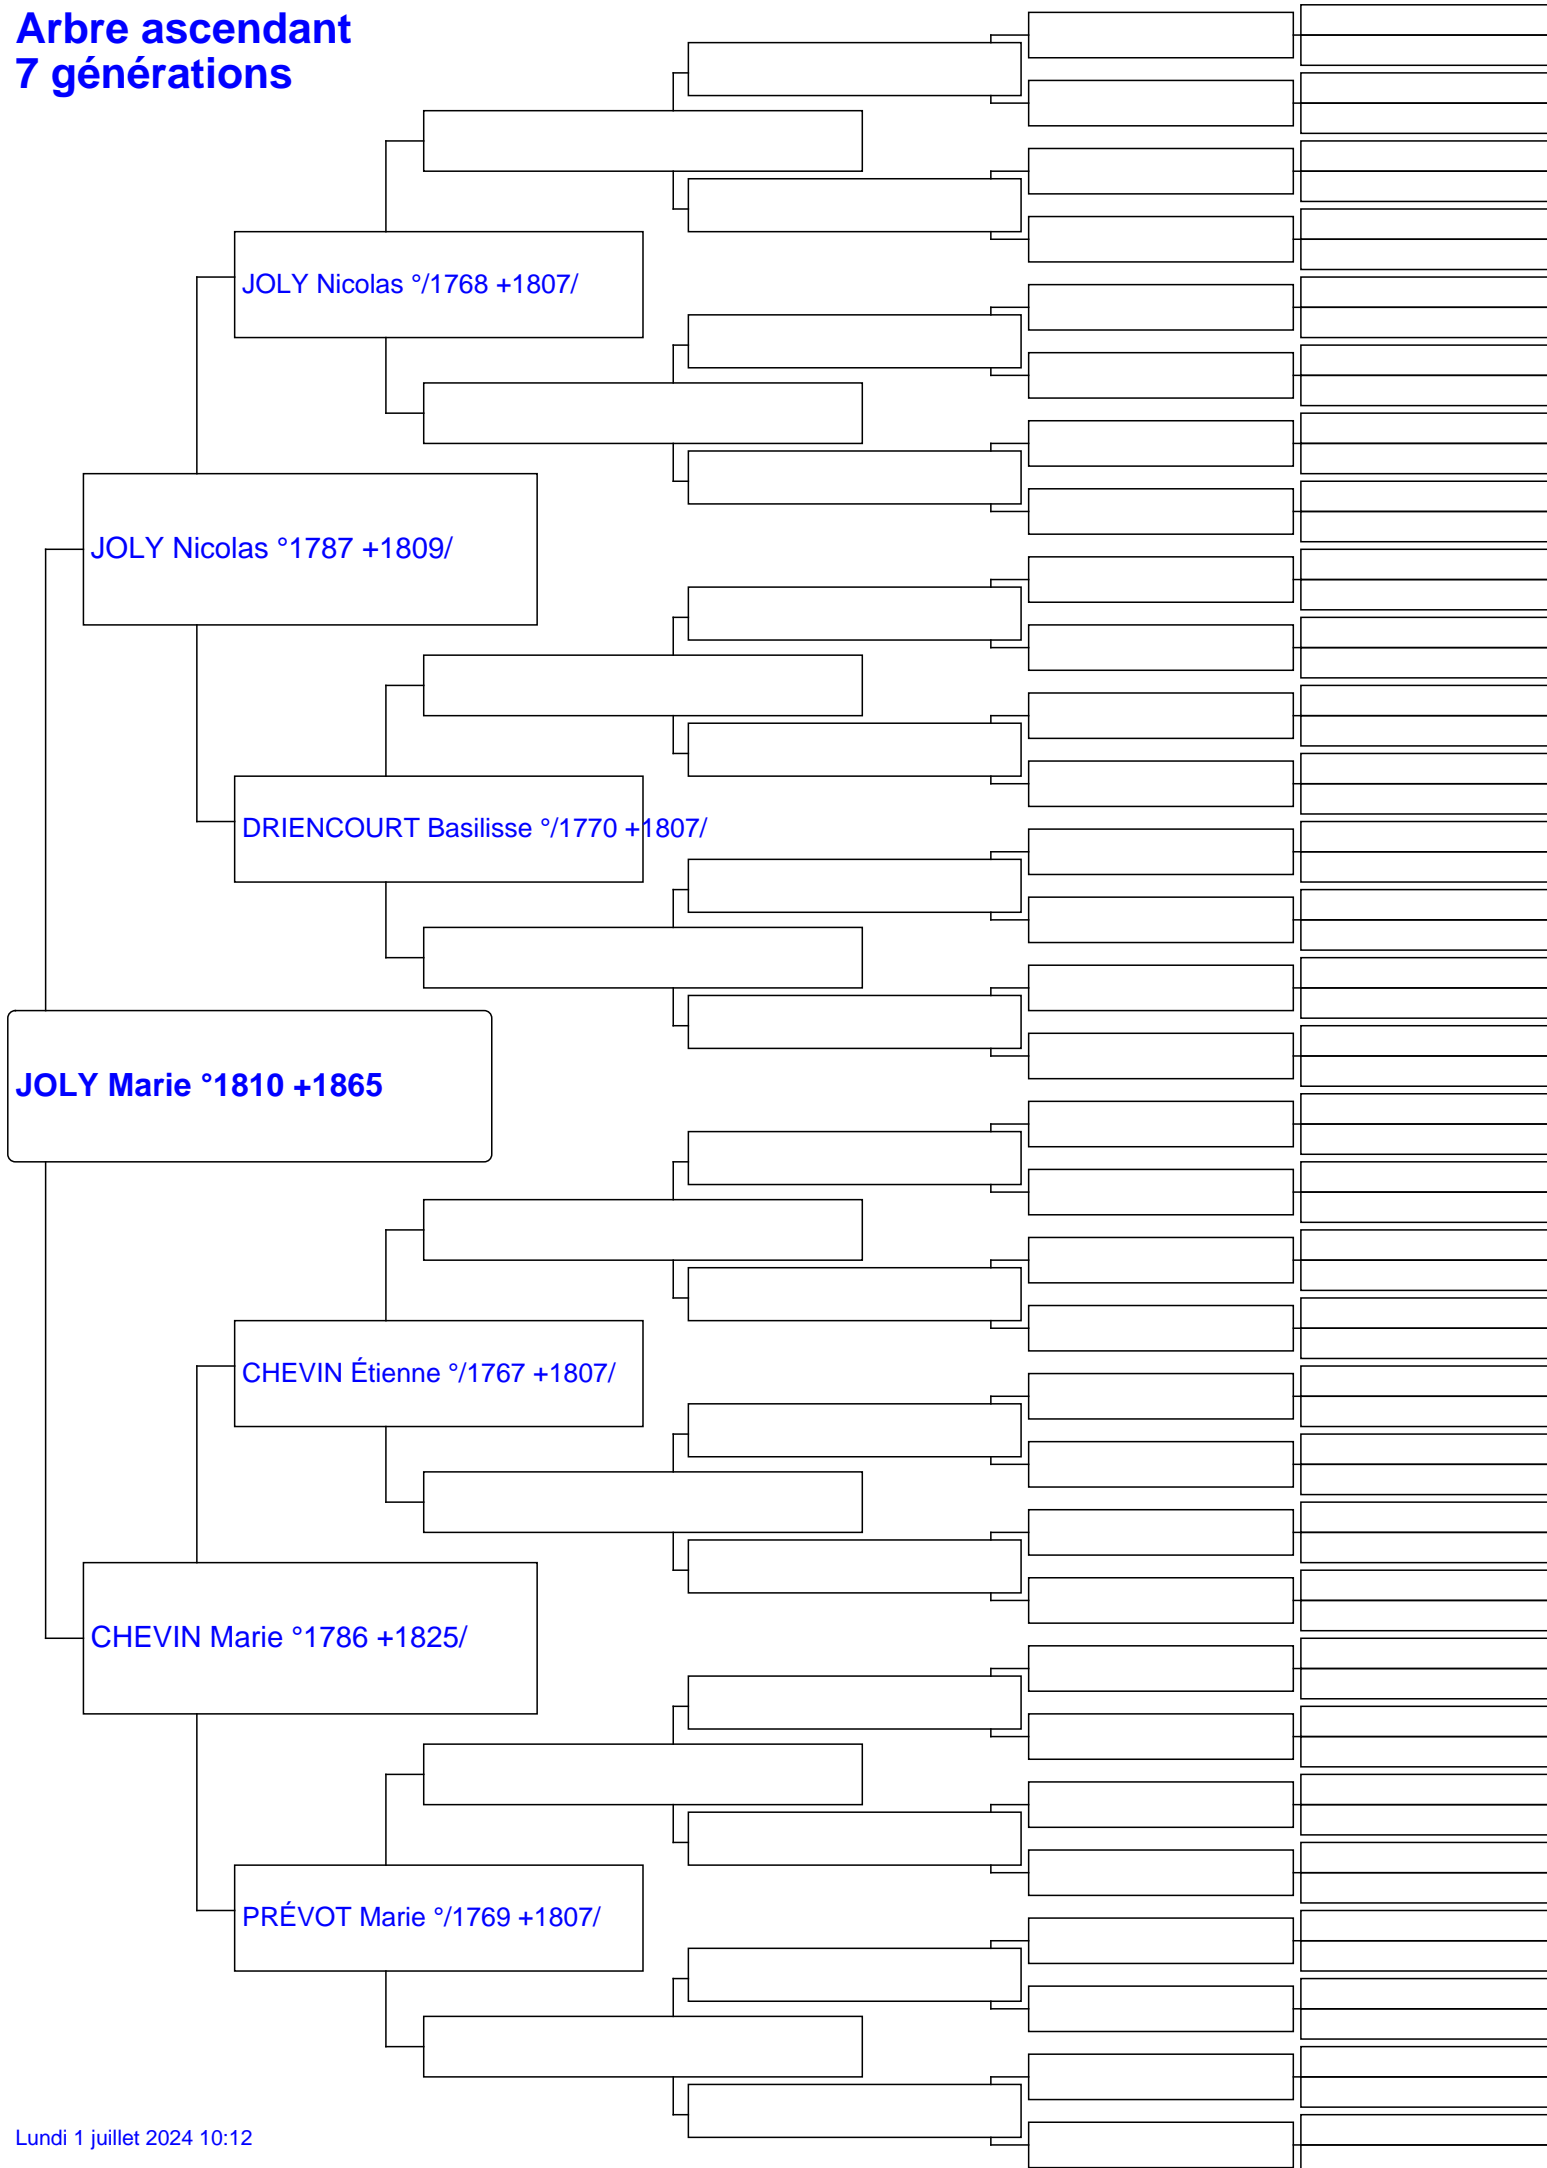 Arbre ascendant
7 générations
JOLY Nicolas °/1768 +1807/
JOLY Nicolas °1787 +1809/
DRIENCOURT Basilisse °/1770 +1807/
JOLY Marie °1810 +1865
CHEVIN Étienne °/1767 +1807/
CHEVIN Marie °1786 +1825/
PRÉVOT Marie °/1769 +1807/
Lundi 1 juillet 2024 10:12